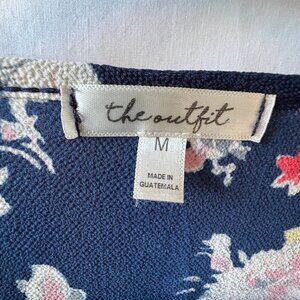 the outfit
M
MADE IN
GUATEMALA